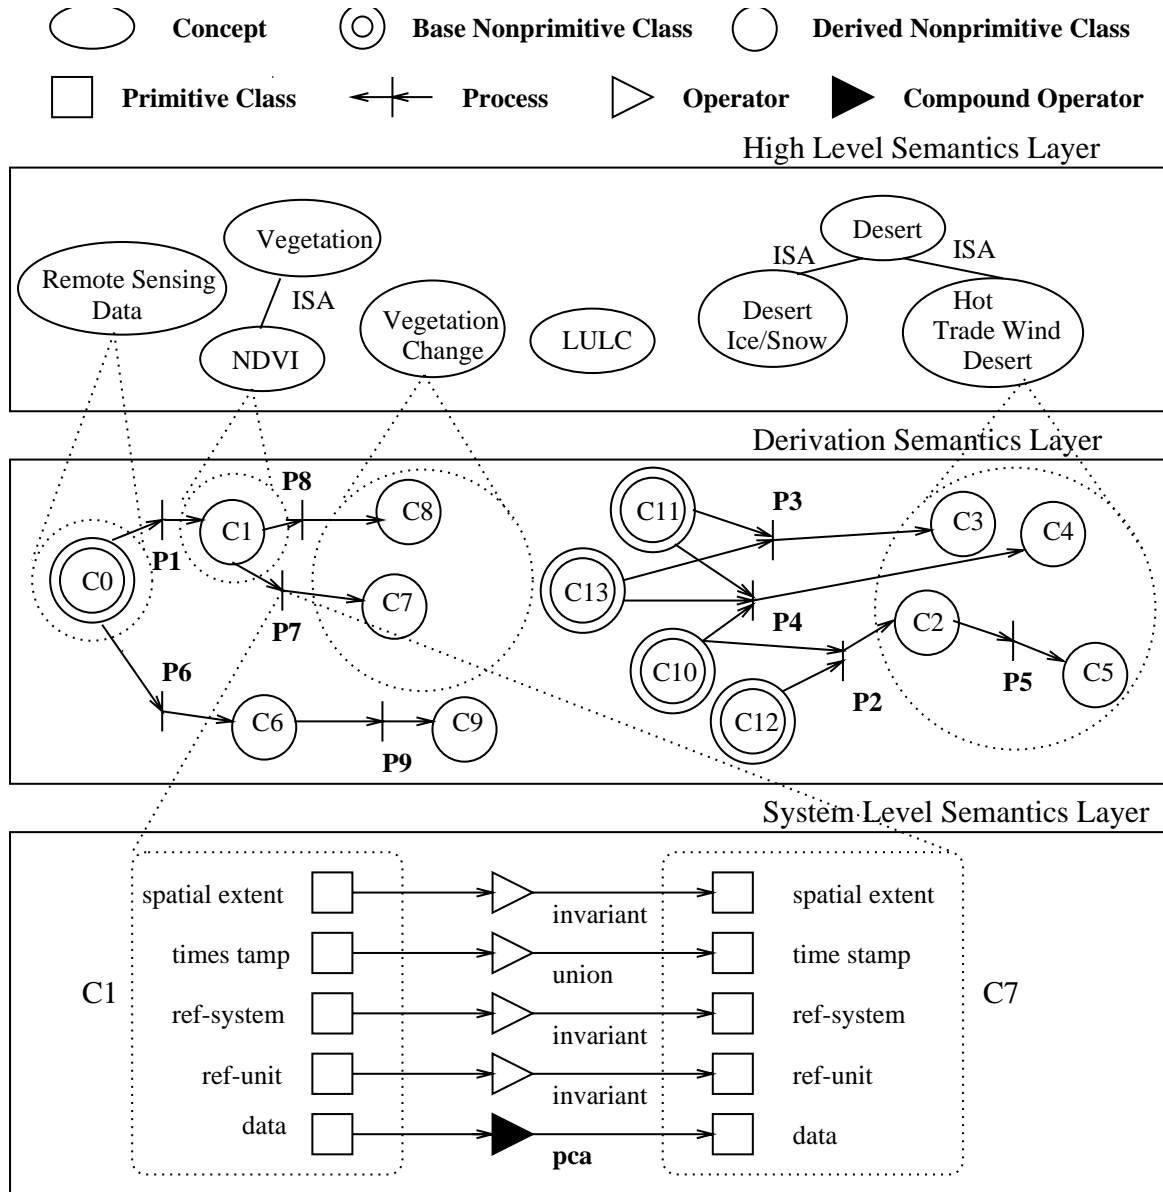 Concept
Base Nonprimitive Class
Derived Nonprimitive Class
Primitive Class
Process
Operator
Compound Operator
High Level Semantics Layer
Remote Sensing
Data
Vegetation
ISA
NDVI
Vegetation
Change
LULC
Desert
ISA
ISA
Desert
Ice/Snow
Hot
Trade Wind
Desert
Derivation Semantics Layer
C0
P1
C1
P8
C8
P7
C7
P6
C6
P9
C9
C11
C13
C10
C12
P3
P4
P2
C3
C4
C2
P5
C5
System Level Semantics Layer
C1
spatial extent
invariant
spatial extent
times tamp
union
time stamp
ref-system
invariant
ref-system
ref-unit
invariant
ref-unit
data
pca
data
C7